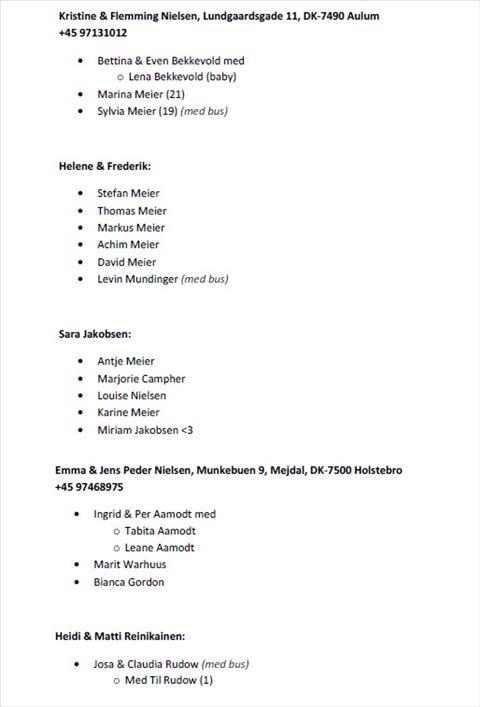 Kristine & Flemming Nielsen, Lundgaardsgade 11, DK-7490 Aulum
+45 97131012
• Bettina & Even Bekkevold med
o Lena Bekkevold (baby)
• Marina Meier (21)
• Sylvia Meier (19) (med bus)
Helene & Frederik:
• Stefan Meier
• Thomas Meier
• Markus Meier
• Achim Meier
• David Meier
• Levin Mundinger (med bus)
Sara Jakobsen:
• Antje Meier
• Marjorie Campher
• Louise Nielsen
• Karine Meier
• Miriam Jakobsen <3
Emma & Jens Peder Nielsen, Munkebuen 9, Mejdal, DK-7500 Holstebro
+45 97468975
• Ingrid & Per Aamodt med
o Tabita Aamodt
o Leane Aamodt
• Marit Warhuus
• Bianca Gordon
Heidi & Matti Reinikainen:
• Josa & Claudia Rudow (med bus)
o Med Til Rudow (1)